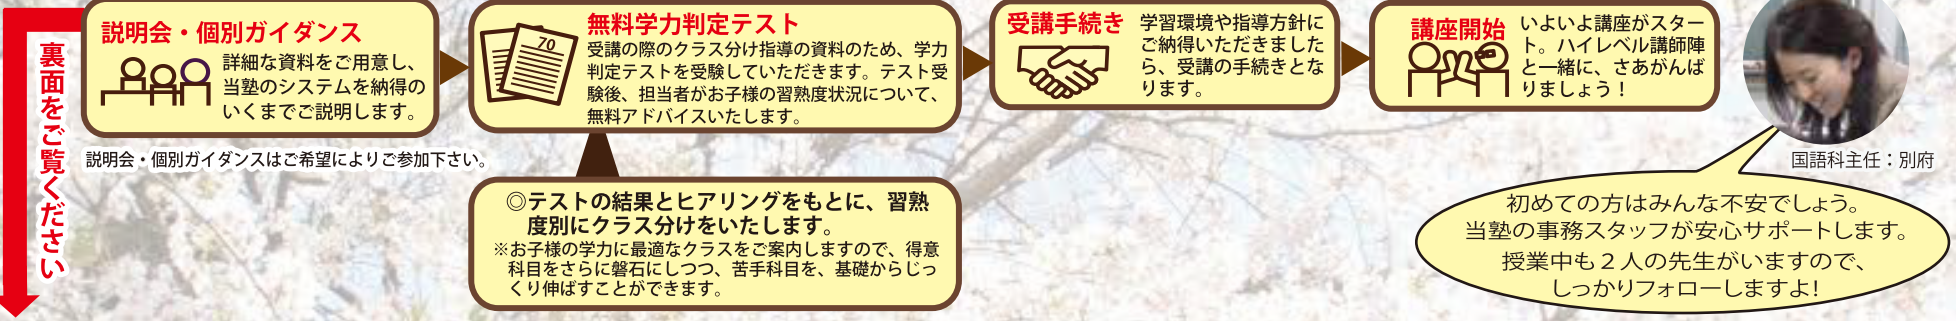 裏面をご覧ください
説明会・個別ガイダンス
詳細な資料をご用意し、
当塾のシステムを納得の
いくまでご説明します。
説明会・個別ガイダンスはご希望によりご参加下さい。
無料学力判定テスト
70
受講の際のクラス分け指導の資料のため、学力
判定テストを受験していただきます。テスト受
験後、担当者がお子様の習熟度状況について、
無料アドバイスいたします。
◎テストの結果とヒアリングをもとに、習熟
度別にクラス分けをいたします。
※お子様の学力に最適なクラスをご案内しますので、得意
科目をさらに磐石にしつつ、苦手科目を、基礎からじっ
くり伸ばすことができます。
受講手続き
学習環境や指導方針に
ご納得いただきました
ら、受講の手続きとな
ります。
講座開始
いよいよ講座がスター
ト。ハイレベル講師陣
と一緒に、さあがんば
りましょう！
国語科主任：別府
初めての方はみんな不安でしょう。
当塾の事務スタッフが安心サポートします。
授業中も２人の先生がいますので、
しっかりフォローしますよ!